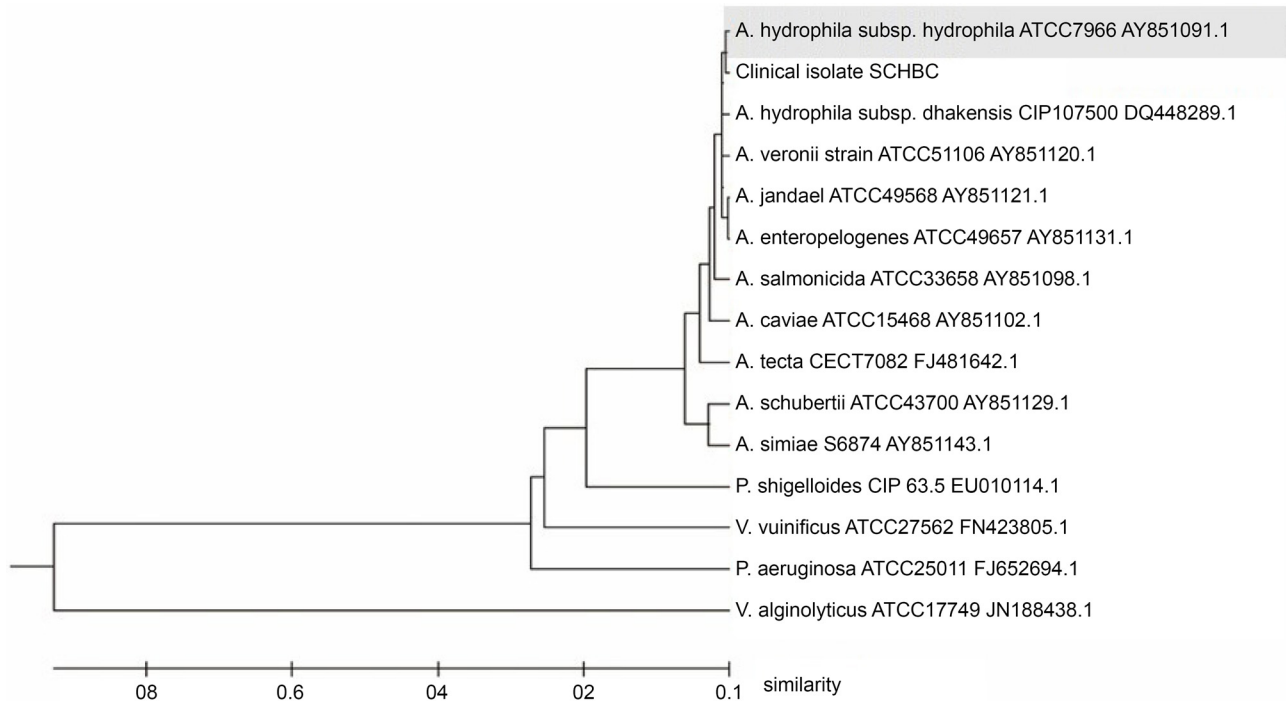 A. hydrophila subsp. hydrophila ATCC7966 AY851091.1
Clinical isolate SCHBC
A. hydrophila subsp. dhakensis CIP107500 DQ448289.1
A. veronii strain ATCC51106 AY851120.1
A. jandael ATCC49568 AY851121.1
A. enteropelogenes ATCC49657 AY851131.1
A. salmonicida ATCC33658 AY851098.1
A. caviae ATCC15468 AY851102.1
A. tecta CECT7082 FJ481642.1
A. schubertii ATCC43700 AY851129.1
A. simiae S6874 AY851143.1
P. shigelloides CIP 63.5 EU010114.1
V. vuinificus ATCC27562 FN423805.1
P. aeruginosa ATCC25011 FJ652694.1
V. alginolyticus ATCC17749 JN188438.1
08 0.6 04 02 0.1 similarity